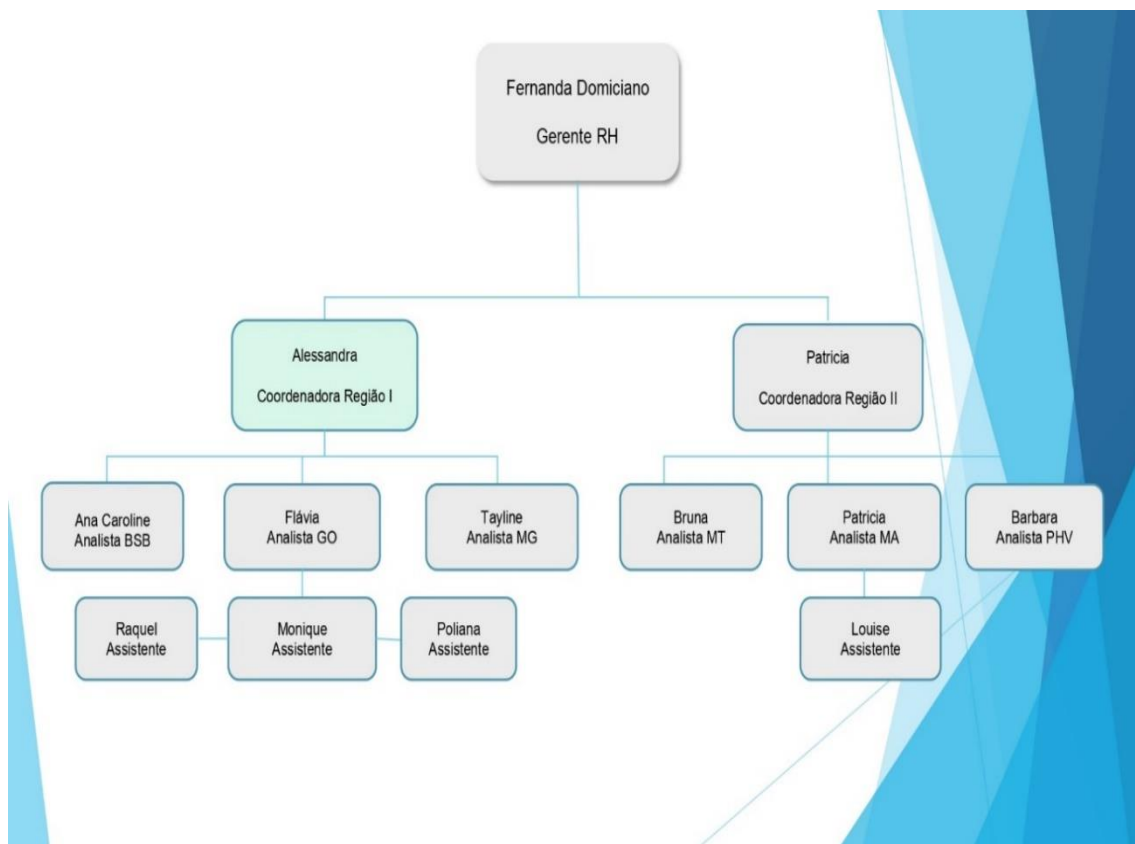 Fernanda Domiciano
Gerente RH
Alessandra
Coordenadora Região I
Patricia
Coordenadora Região II
Ana Caroline
Analista BSB
Flávia
Analista GO
Tayline
Analista MG
Bruna
Analista MT
Patricia
Analista MA
Barbara
Analista PHV
Raquel
Assistente
Monique
Assistente
Poliana
Assistente
Louise
Assistente